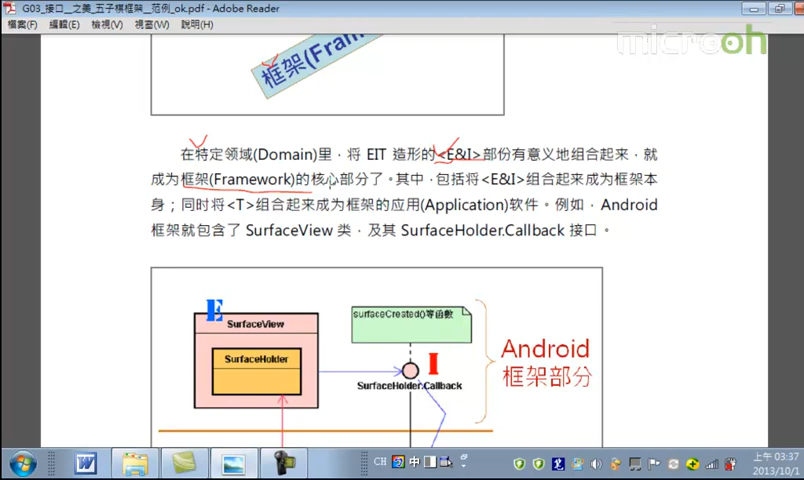 G03_接口__之美_五子棋框架__范例_ok.pdf - Adobe Reader
檔案(F) 編輯(E) 檢視(V) 視窗(W) 說明(H)
microoh
框架(Fram
在特定领域(Domain)里，将 EIT 造形的<E&I>部份有意义地组合起来，就
成为框架(Framework)的核心部分了。其中，包括将<E&I>组合起来成为框架本
身；同时将<T>组合起来成为框架的应用(Application)软件。例如，Android
框架就包含了 SurfaceView 类，及其 SurfaceHolder.Callback 接口。
E
SurfaceView
SurfaceHolder
surfaceCreated()等函數
I
SurfaceHolder.Callback
Android
框架部分
CH 中
上午 03:37
2013/10/1